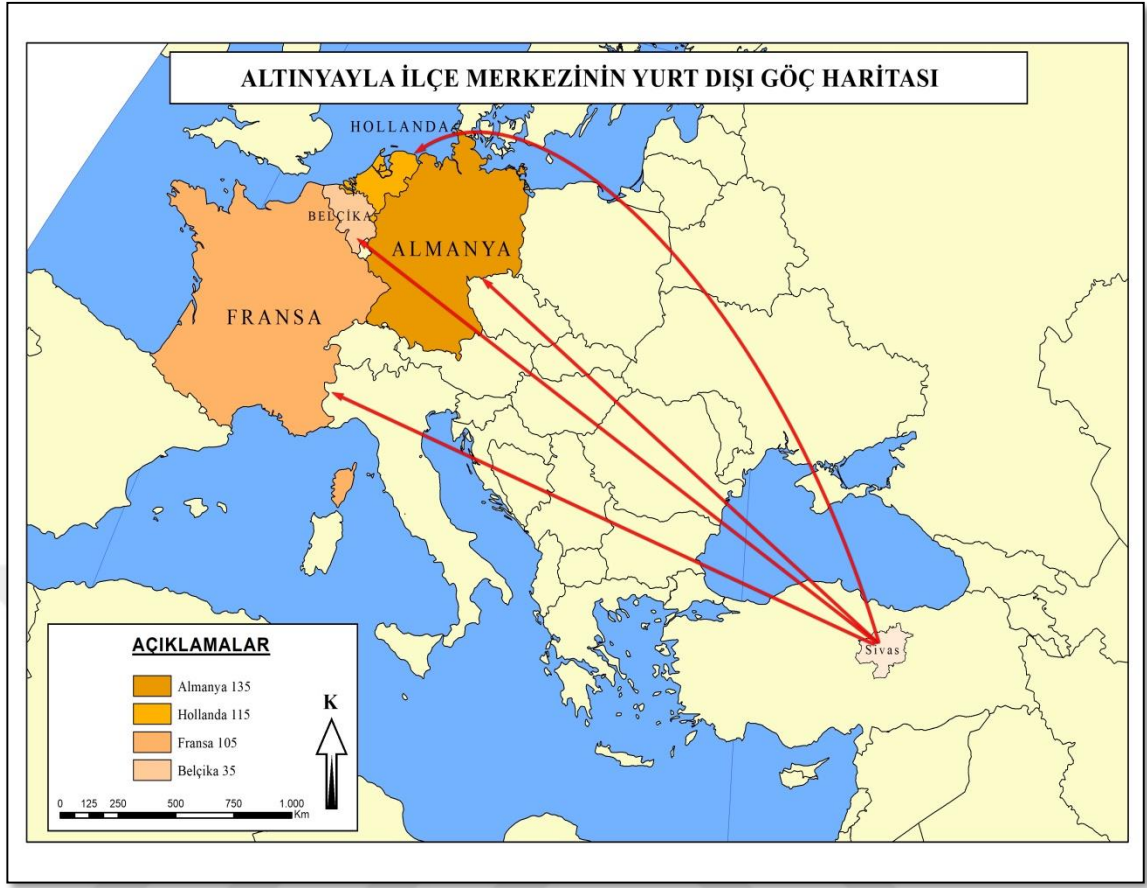 ALTINYAYLA İLÇE MERKEZİNİN YURT DIŞI GÖÇ HARİTASI
HOLLANDA
BELÇİKA
ALMANYA
FRANSA
Sivas
AÇIKLAMALAR
Almanya 135
Hollanda 115
Fransa 105
Belçika 35
K
0 125 250 500 750 1.000
Km